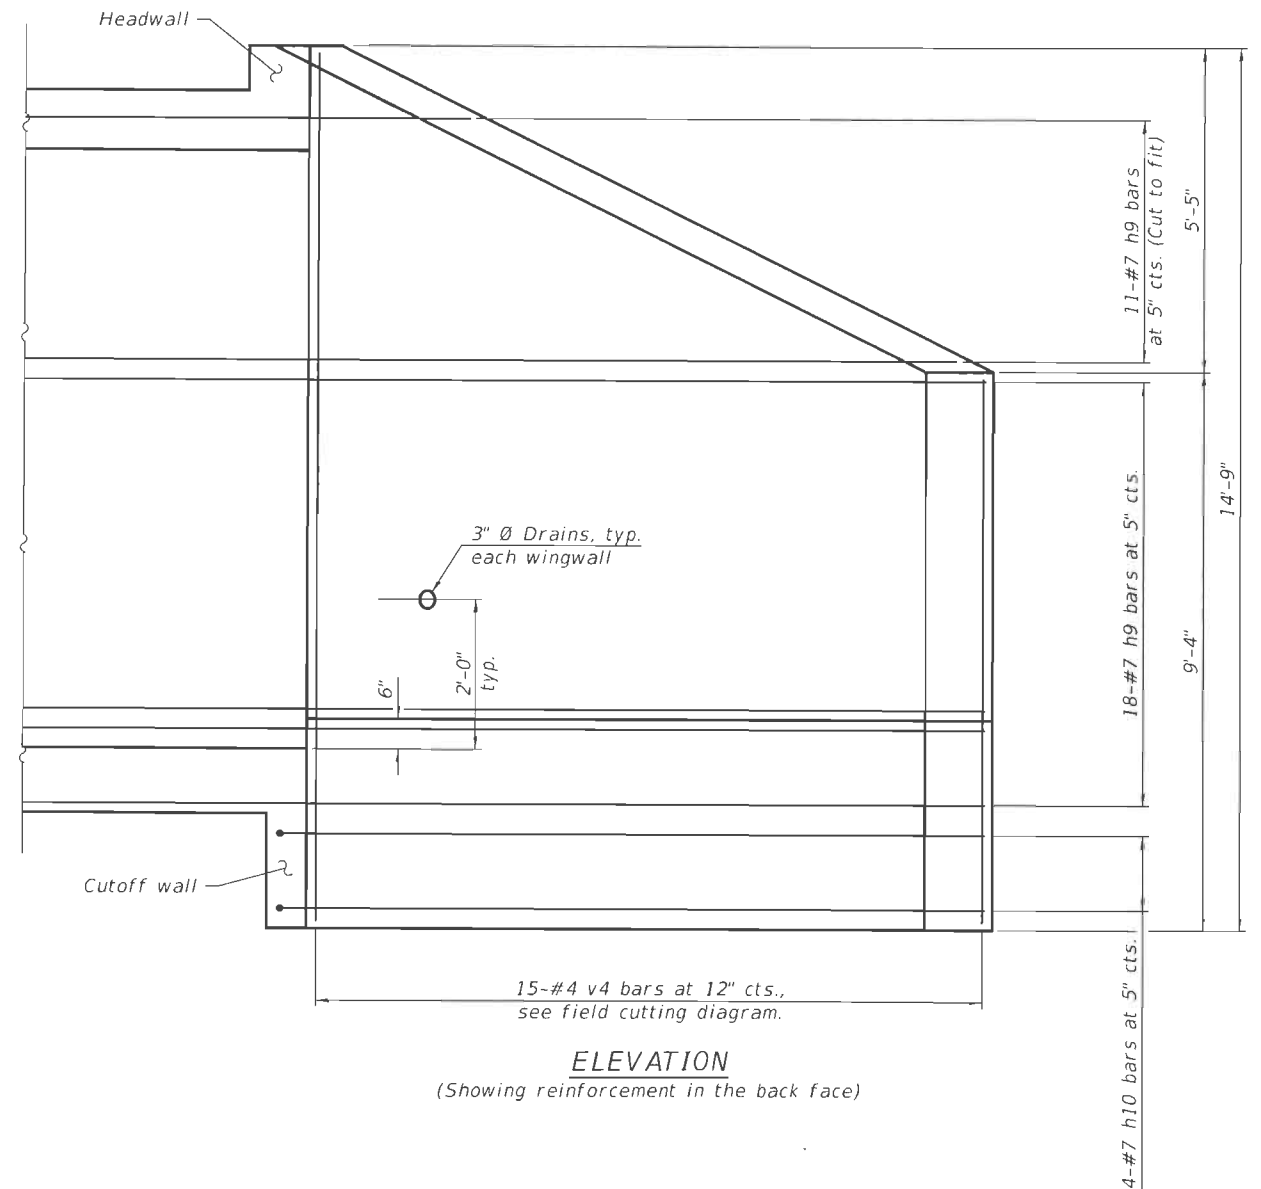 Headwall
11-#7 h9 bars
at 5" cts. (Cut to fit)
5'-5"
14'-9"
18-#7 h9 bars at 5" cts.
9'-4"
3" Ø Drains, typ.
each wingwall
6"
2'-0"
typ.
Cutoff wall
4-#7 h10 bars at 5" cts.
15-#4 v4 bars at 12" cts.,
see field cutting diagram.
ELEVATION
(Showing reinforcement in the back face)